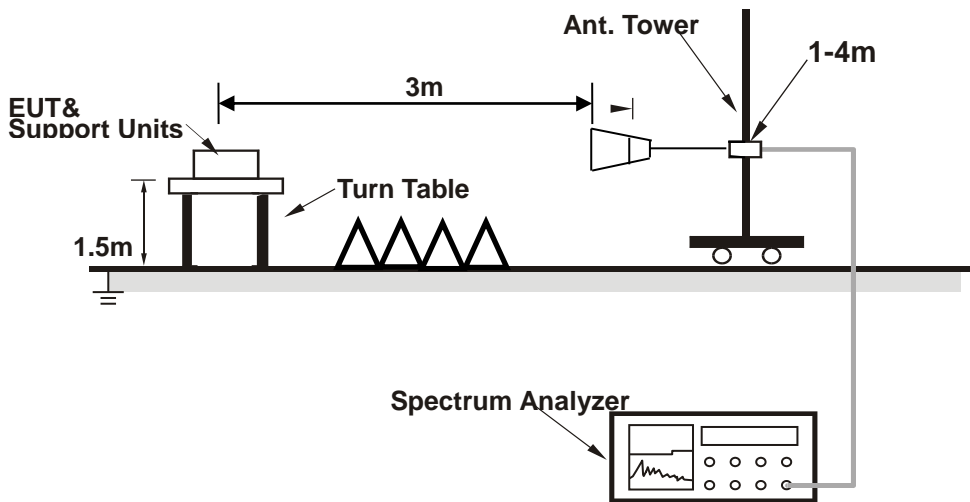 Ant. Tower
1-4m
3m
EUT&
Support Units
Turn Table
1.5m
Spectrum Analyzer